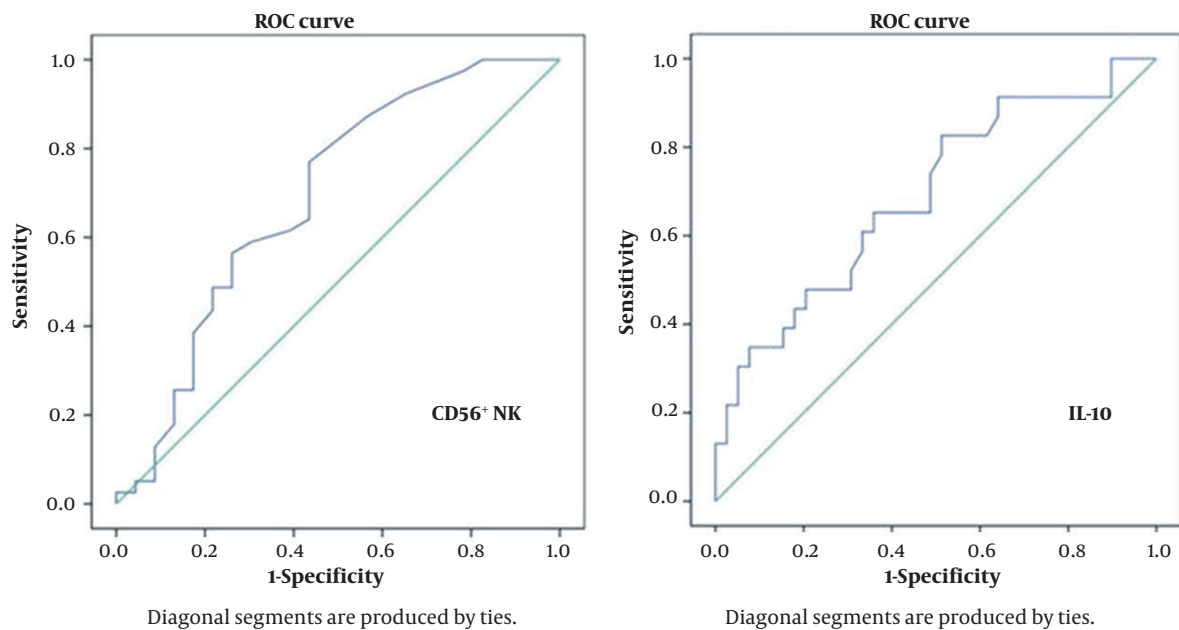 ROC curve
1.0
0.8
0.6
0.4
0.2
0.0
Sensitivity
CD56⁺ NK
0.0 0.2 0.4 0.6 0.8 1.0
1-Specificity
Diagonal segments are produced by ties.
ROC curve
1.0
0.8
0.6
0.4
0.2
0.0
Sensitivity
IL-10
0.0 0.2 0.4 0.6 0.8 1.0
1-Specificity
Diagonal segments are produced by ties.